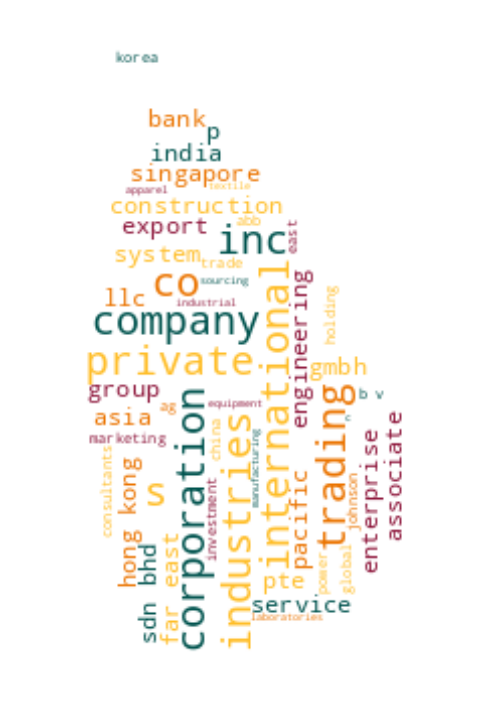 korea
bank
p
india
singapore
apparel
textile
construction
abb
export
inc
east
system
trade
co
sourcing
llc
industrial
company
international
engineering
holding
private
gmbh
group
corporation
trading
b v
asia
ag
equipment
c
marketing
industries
china
manufacturing
enterprise
associate
consultants
hong kong
s
investment
pacific
johnson
sdn bhd
far east
pte
power
global
service
laboratories